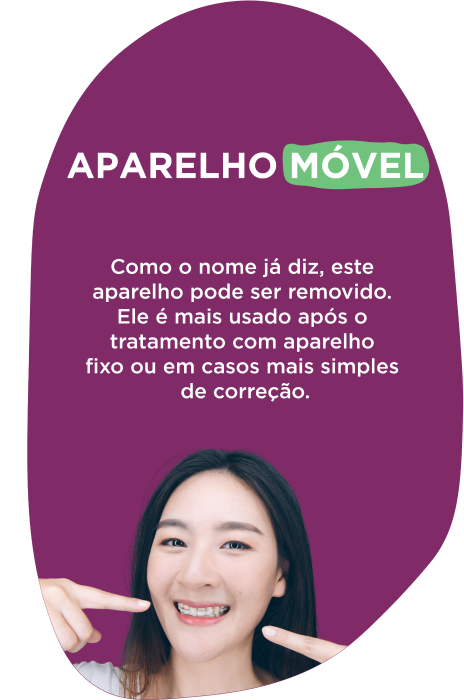 APARELHO MÓVEL
Como o nome já diz, este
aparelho pode ser removido.
Ele é mais usado após o
tratamento com aparelho
fixo ou em casos mais simples
de correção.